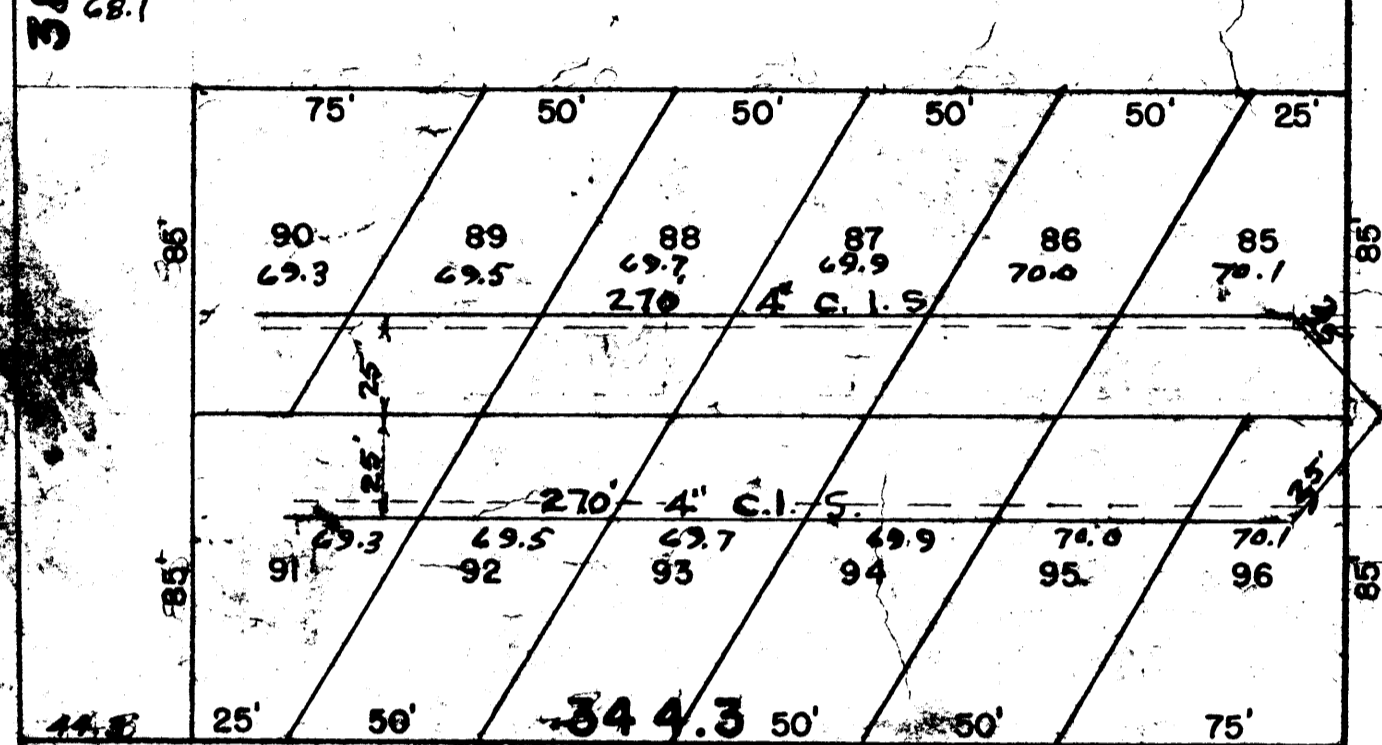 68.1
75' 50' 50' 50' 50' 25'
85' 90 89 88 87 86 85 85'
69.3 69.5 69.7 69.9 70.0 70.1
270' 4" C. I. S.
25'
25'
270' 4" C.I. S. 35'
69.3 69.5 69.7 69.9 70.0 70.1
85' 91 92 93 94 95 96 85'
25' 50' 344.3 50' 50' 75'